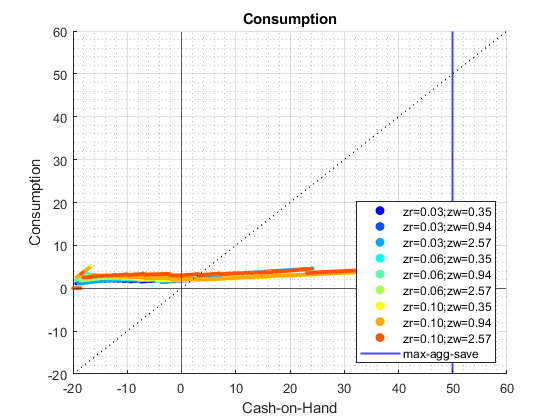 Consumption
60
50
40
30
20
10
0
-10
-20
Consumption
-20
-10
0
10
20
30
40
50
60
Cash-on-Hand
zr=0.03;zw=0.35
zr=0.03;zw=0.94
zr=0.03;zw=2.57
zr=0.06;zw=0.35
zr=0.06;zw=0.94
zr=0.06;zw=2.57
zr=0.10;zw=0.35
zr=0.10;zw=0.94
zr=0.10;zw=2.57
max-agg-save